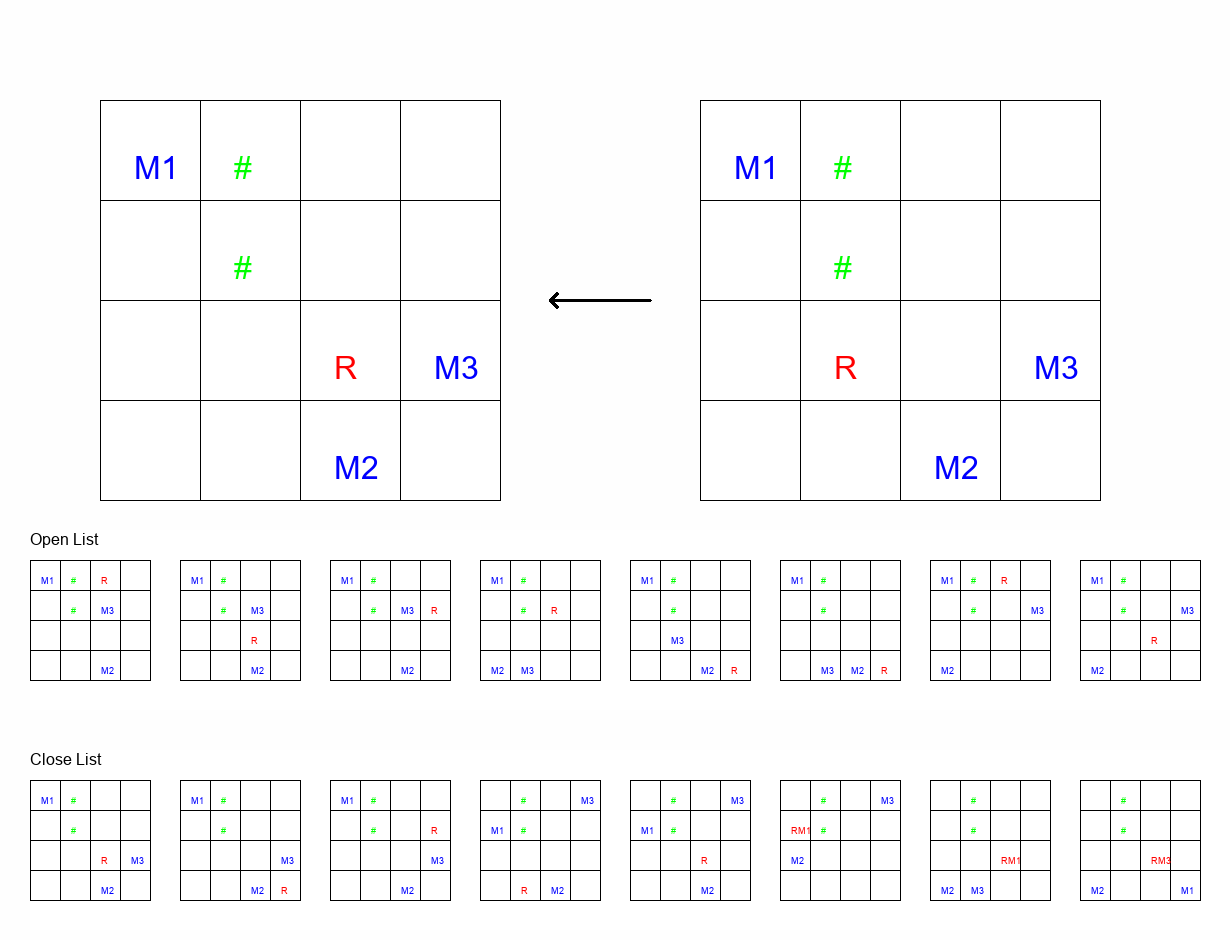 M1 # M1 #
# #
R M3 R M3
M2 M2
Open List
M1 # R M1 # M1 # M1 # M1 # M1 # M1 # R M1 #
# M3 # M3 # M3 R # R # # # M3 # M3
R M3 R
M2 M2 M2 M2 M3 M2 R M3 M2 R M2 M2
Close List
M1 # M1 # M1 # # M3 # M3 # M3 # #
# # # R M1 # M1 # RM1 # # #
R M3 M3 M3 R M2 RM1 RM3
M2 M2 R M2 R M2 M2 M2 M3 M2 M1